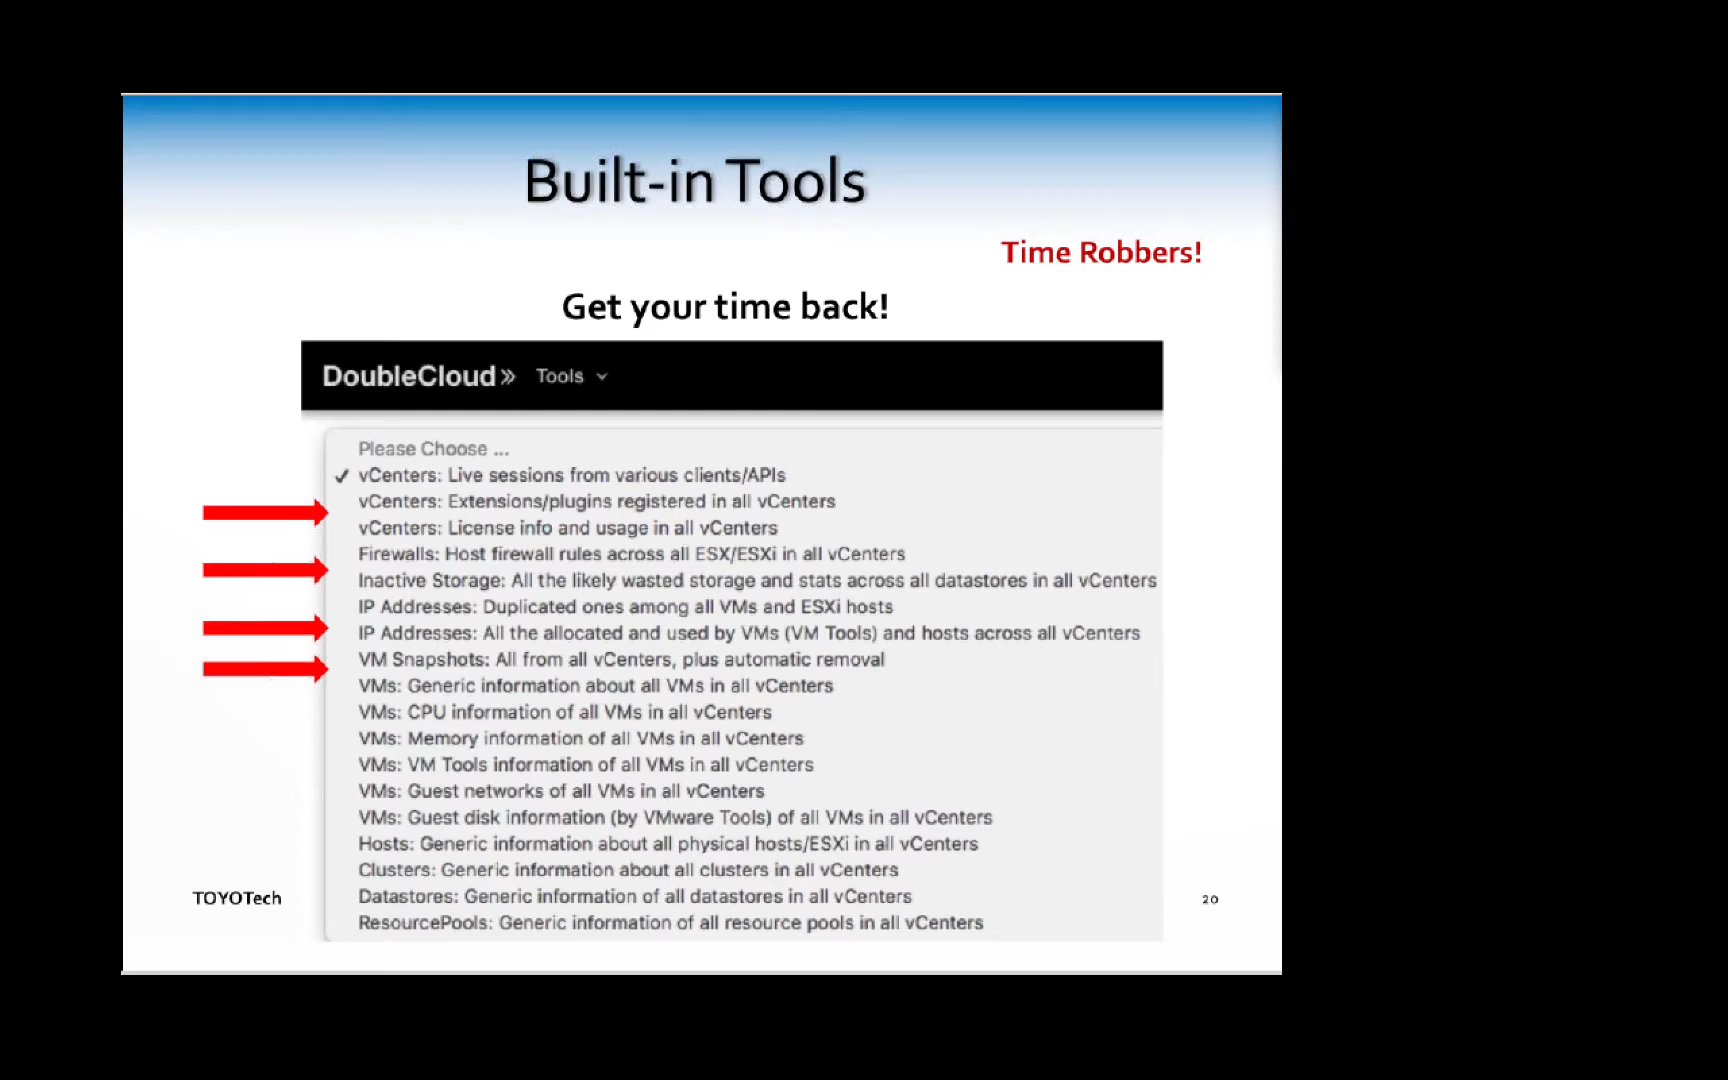 Built-in Tools
Time Robbers!
Get your time back!
DoubleCloud» Tools
Please Choose ...
✓ vCenters: Live sessions from various clients/APIs
vCenters: Extensions/plugins registered in all vCenters
vCenters: License info and usage in all vCenters
Firewalls: Host firewall rules across all ESX/ESXi in all vCenters
Inactive Storage: All the likely wasted storage and stats across all datastores in all vCenters
IP Addresses: Duplicated ones among all VMs and ESXi hosts
IP Addresses: All the allocated and used by VMs (VM Tools) and hosts across all vCenters
VM Snapshots: All from all vCenters, plus automatic removal
VMs: Generic information about all VMs in all vCenters
VMs: CPU information of all VMs in all vCenters
VMs: Memory information of all VMs in all vCenters
VMs: VM Tools information of all VMs in all vCenters
VMs: Guest networks of all VMs in all vCenters
VMs: Guest disk information (by VMware Tools) of all VMs in all vCenters
Hosts: Generic information about all physical hosts/ESXi in all vCenters
Clusters: Generic information about all clusters in all vCenters
Datastores: Generic information of all datastores in all vCenters
ResourcePools: Generic information of all resource pools in all vCenters
TOYOTech
20